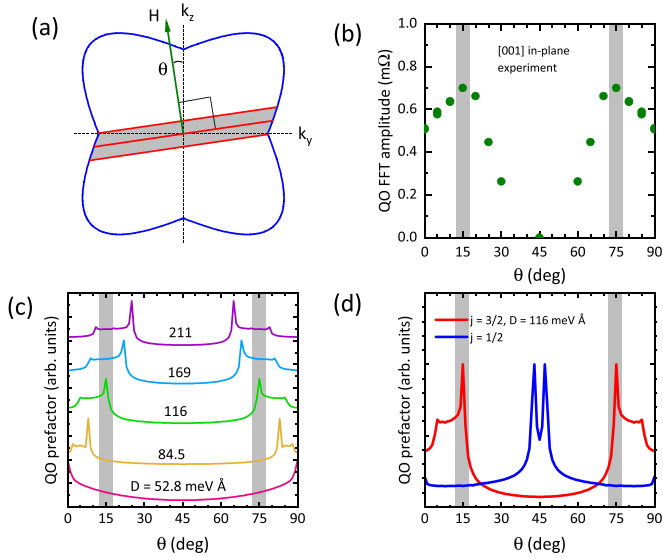 (a)
H
k_z
θ
k_y
(b)
QO FFT amplitude (mΩ)
1.0
0.8
0.6
0.4
0.2
0.0
[001] in-plane
experiment
0 15 30 45 60 75 90
θ (deg)
(c)
QO prefactor (arb. units)
211
169
116
84.5
D = 52.8 meV Å
0 15 30 45 60 75 90
θ (deg)
(d)
QO prefactor (arb. units)
j = 3/2, D = 116 meV Å
j = 1/2
0 15 30 45 60 75 90
θ (deg)